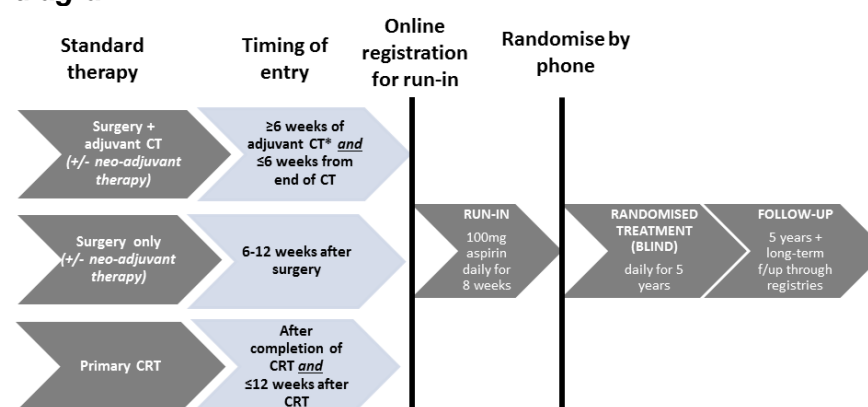 Standard
therapy
Timing of
entry
Online
registration
for run-in
Randomise by
phone
Surgery +
adjuvant CT
(+/- neo-adjuvant
therapy)
≥6 weeks of
adjuvant CT* and
≤6 weeks from
end of CT
Surgery only
(+/- neo-adjuvant
therapy)
6-12 weeks after
surgery
Primary CRT
After
completion of
CRT and
≤12 weeks after
CRT
RUN-IN
100mg
aspirin
daily for
8 weeks
RANDOMISED
TREATMENT
(BLIND)
daily for 5
years
FOLLOW-UP
5 years +
long-term
f/up through
registries